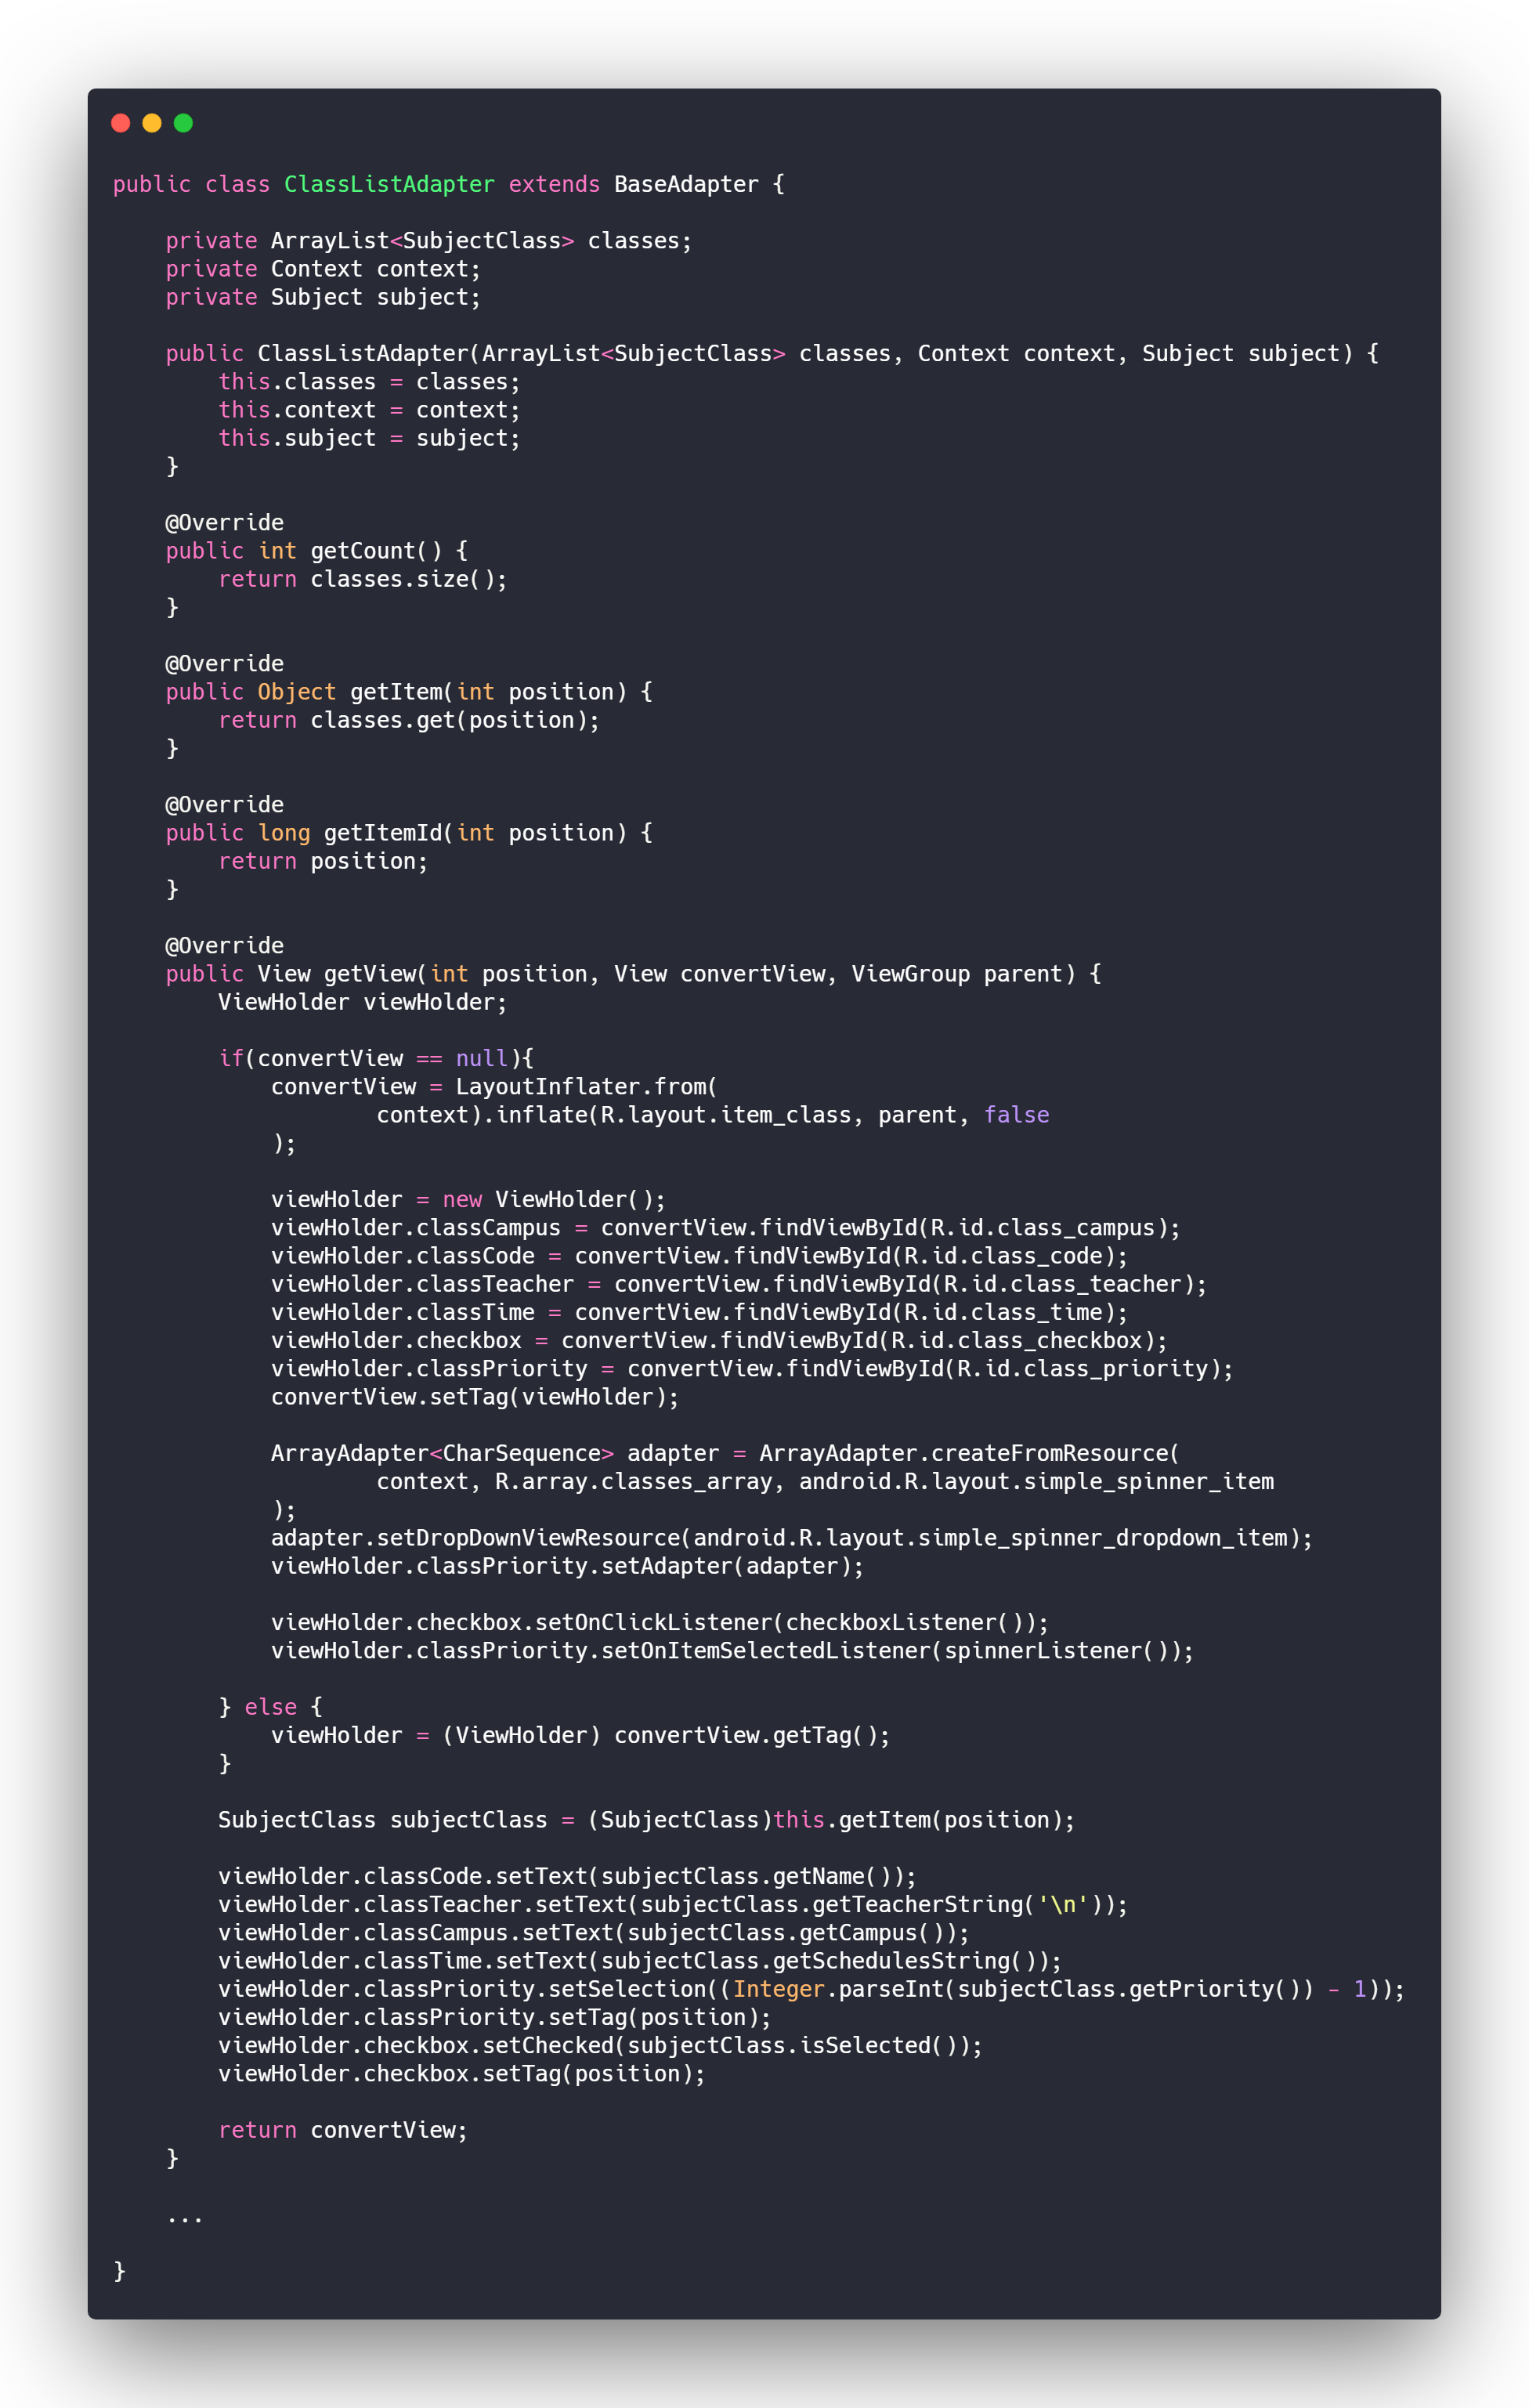 public class ClassListAdapter extends BaseAdapter {

    private ArrayList<SubjectClass> classes;
    private Context context;
    private Subject subject;

    public ClassListAdapter(ArrayList<SubjectClass> classes, Context context, Subject subject) {
        this.classes = classes;
        this.context = context;
        this.subject = subject;
    }

    @Override
    public int getCount() {
        return classes.size();
    }

    @Override
    public Object getItem(int position) {
        return classes.get(position);
    }

    @Override
    public long getItemId(int position) {
        return position;
    }

    @Override
    public View getView(int position, View convertView, ViewGroup parent) {
        ViewHolder viewHolder;

        if(convertView == null){
            convertView = LayoutInflater.from(
                    context).inflate(R.layout.item_class, parent, false
            );

            viewHolder = new ViewHolder();
            viewHolder.classCampus = convertView.findViewById(R.id.class_campus);
            viewHolder.classCode = convertView.findViewById(R.id.class_code);
            viewHolder.classTeacher = convertView.findViewById(R.id.class_teacher);
            viewHolder.classTime = convertView.findViewById(R.id.class_time);
            viewHolder.checkbox = convertView.findViewById(R.id.class_checkbox);
            viewHolder.classPriority = convertView.findViewById(R.id.class_priority);
            convertView.setTag(viewHolder);

            ArrayAdapter<CharSequence> adapter = ArrayAdapter.createFromResource(
                    context, R.array.classes_array, android.R.layout.simple_spinner_item
            );
            adapter.setDropDownViewResource(android.R.layout.simple_spinner_dropdown_item);
            viewHolder.classPriority.setAdapter(adapter);

            viewHolder.checkbox.setOnClickListener(checkboxListener());
            viewHolder.classPriority.setOnItemSelectedListener(spinnerListener());

        } else {
            viewHolder = (ViewHolder) convertView.getTag();
        }

        SubjectClass subjectClass = (SubjectClass)this.getItem(position);

        viewHolder.classCode.setText(subjectClass.getName());
        viewHolder.classTeacher.setText(subjectClass.getTeacherString('\n'));
        viewHolder.classCampus.setText(subjectClass.getCampus());
        viewHolder.classTime.setText(subjectClass.getSchedulesString());
        viewHolder.classPriority.setSelection((Integer.parseInt(subjectClass.getPriority()) - 1));
        viewHolder.classPriority.setTag(position);
        viewHolder.checkbox.setChecked(subjectClass.isSelected());
        viewHolder.checkbox.setTag(position);

        return convertView;
    }

    ...

}